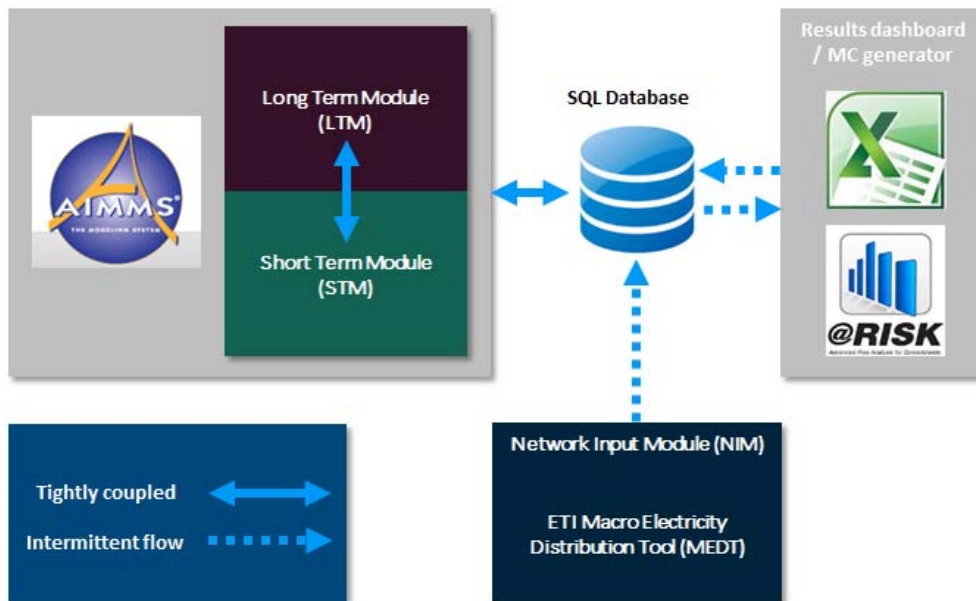 Results dashboard
/ MC generator
Long Term Module
(LTM)
SQL Database
AIMMS®
THE MODELING SYSTEM
Short Term Module
(STM)
X
@RISK
Network Input Module (NIM)
Tightly coupled
ETI Macro Electricity
Distribution Tool (MEDT)
Intermittent flow